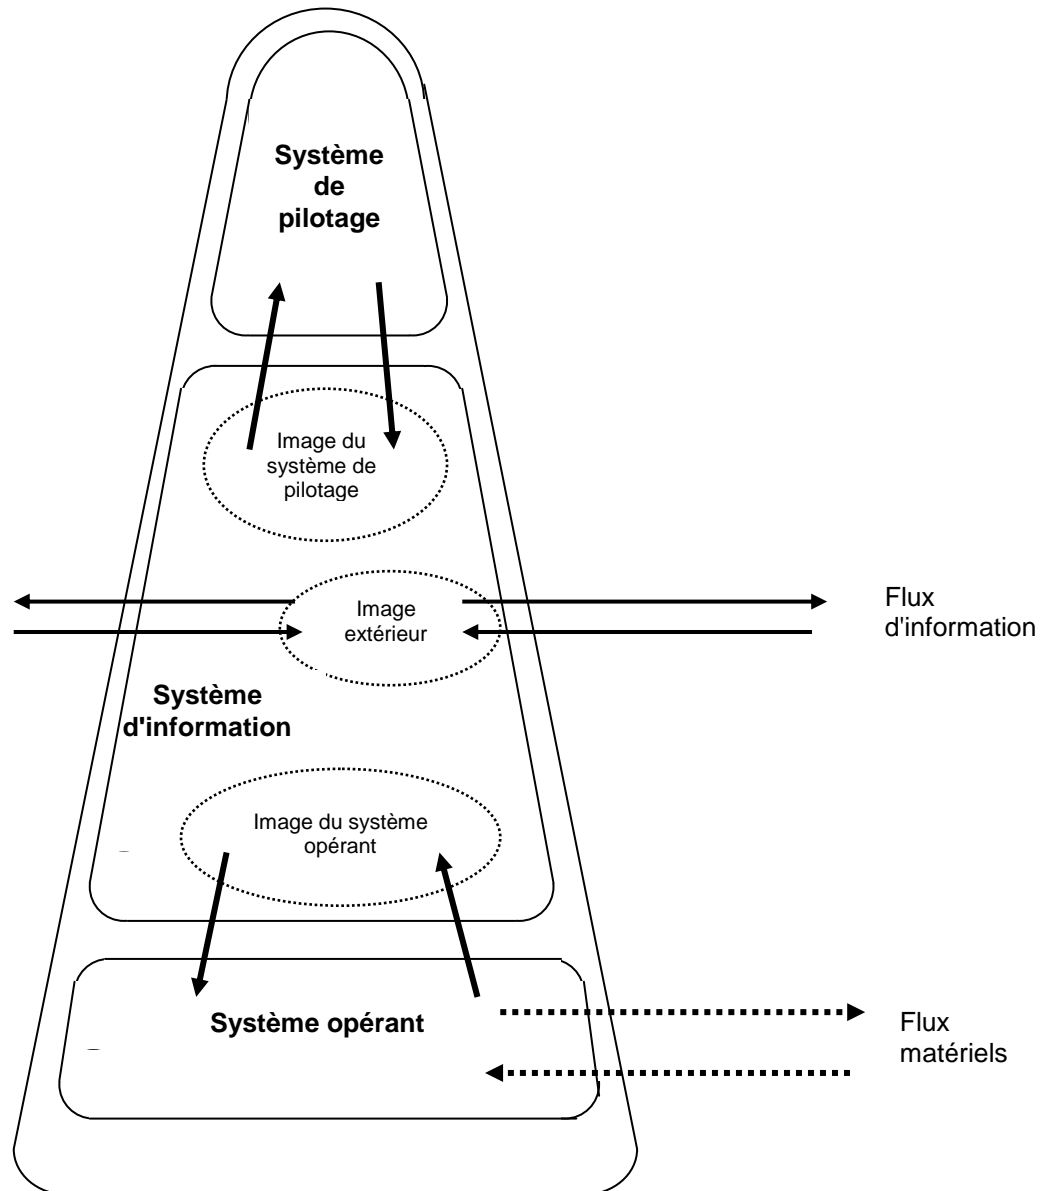 Système
de
pilotage
Image du
système de
pilotage
Image
extérieur
Flux
d'information
Système
d'information
Image du système
opérant
Système opérant
Flux
matériels